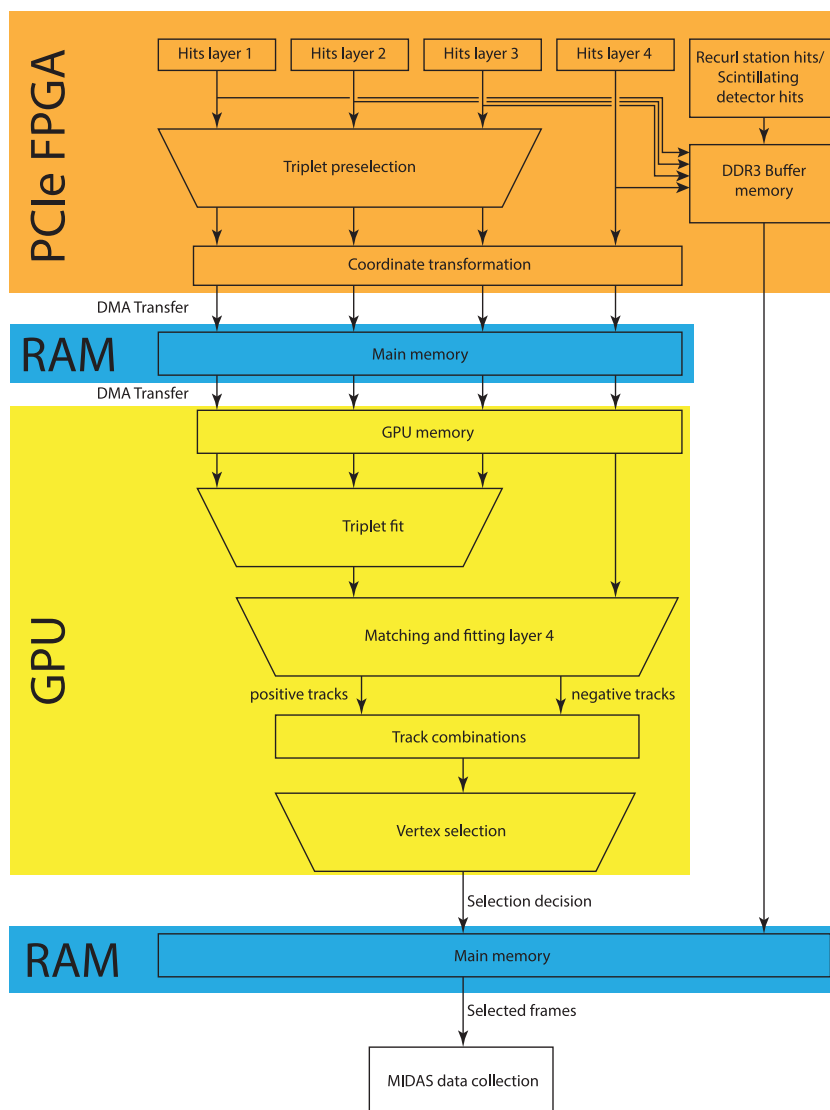 PCIe FPGA
Hits layer 1
Hits layer 2
Hits layer 3
Hits layer 4
Recurl station hits/
Scintillating
detector hits
Triplet preselection
DDR3 Buffer
memory
Coordinate transformation
DMA Transfer
RAM
Main memory
DMA Transfer
GPU
GPU memory
Triplet fit
Matching and fitting layer 4
positive tracks
negative tracks
Track combinations
Vertex selection
Selection decision
RAM
Main memory
Selected frames
MIDAS data collection